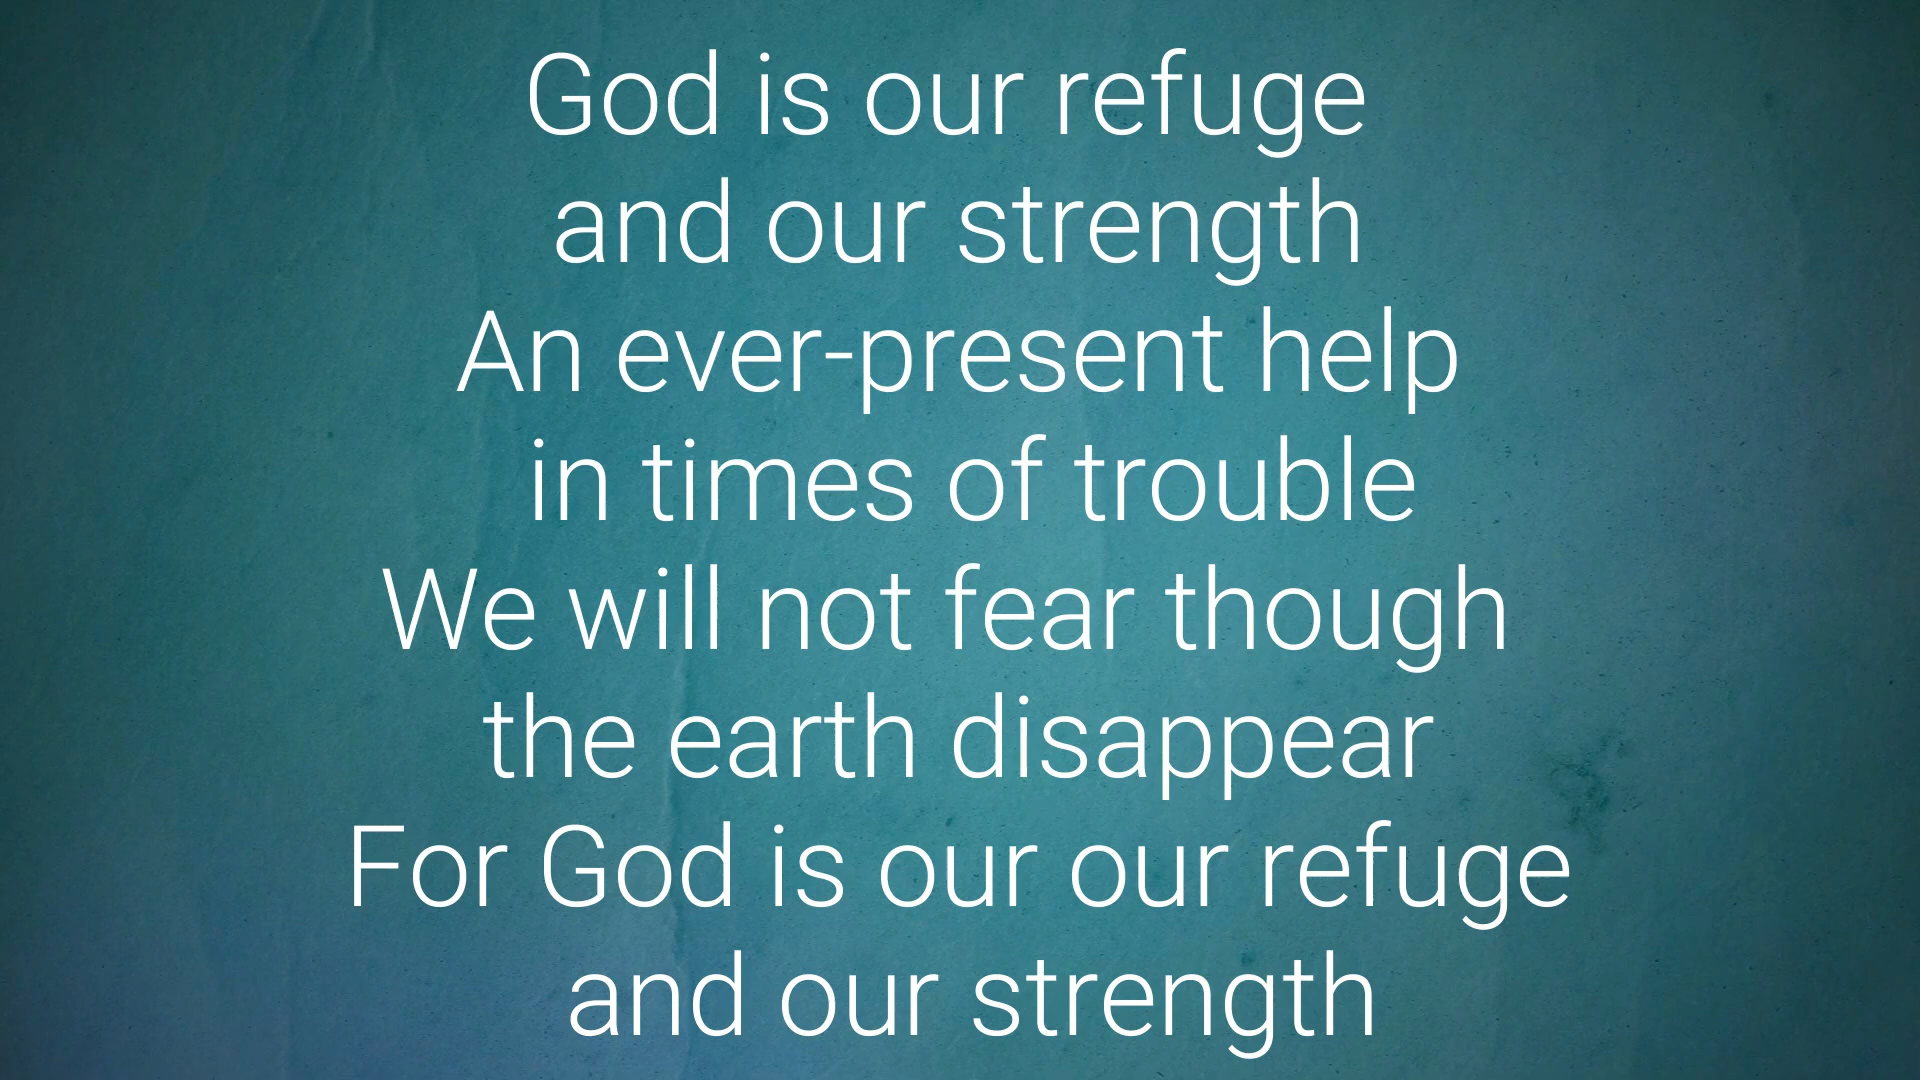 God is our refuge
and our strength
An ever-present help
in times of trouble
We will not fear though
the earth disappear
For God is our our refuge
and our strength